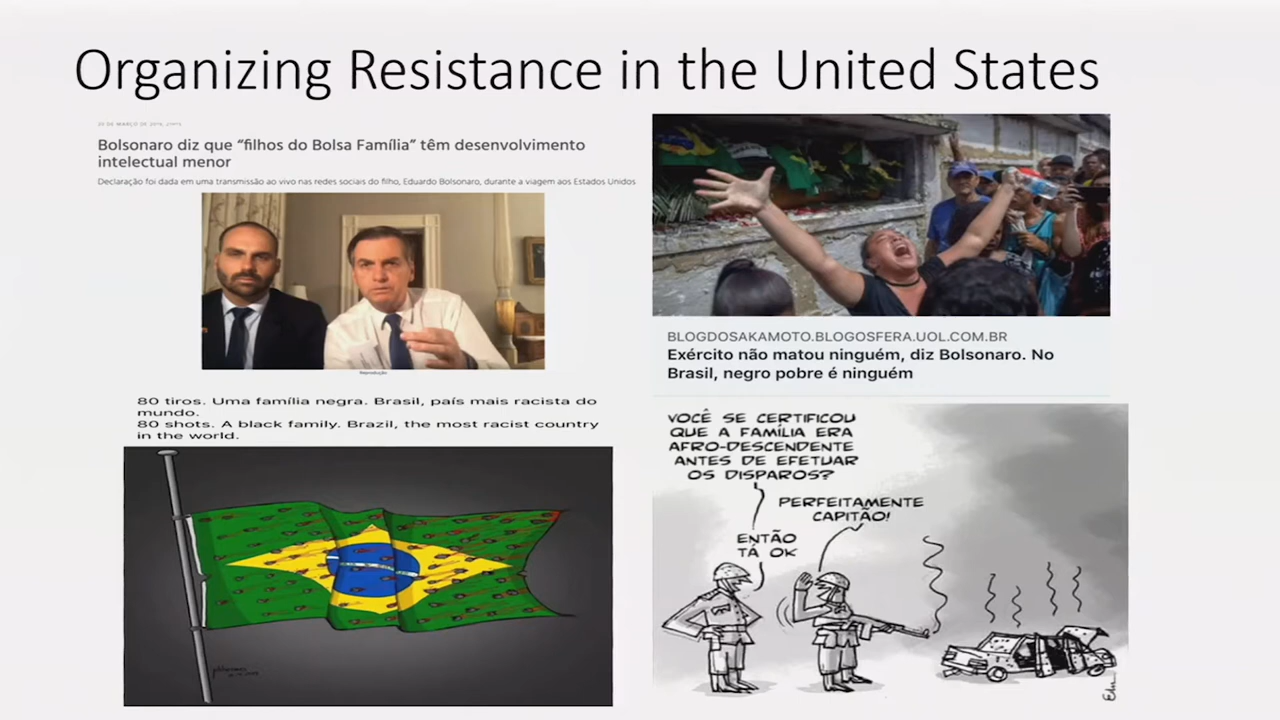 Organizing Resistance in the United States
Bolsonaro diz que “filhos do Bolsa Família” têm desenvolvimento
intelectual menor
Declaração foi dada em uma transmissão ao vivo nas redes sociais do filho, Eduardo Bolsonaro, durante a viagem aos Estados Unidos
Reprodução
80 tiros. Uma família negra. Brasil, país mais racista do
mundo.
80 shots. A black family. Brazil, the most racist country
in the world.
BLOGDOSAKAMOTO.BLOGOSFERA.UOL.COM.BR
Exército não matou ninguém, diz Bolsonaro. No
Brasil, negro pobre é ninguém
VOCÊ SE CERTIFICOU
QUE A FAMÍLIA ERA
AFRO-DESCENDENTE
ANTES DE EFETUAR
OS DISPAROS?
PERFEITAMENTE
CAPITÃO!
ENTÃO
TÁ OK